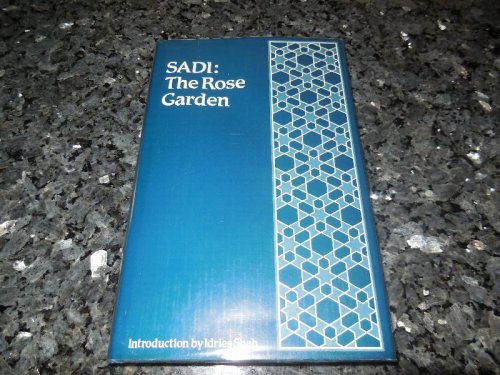 SADI:
The Rose
Garden
Introduction by Idries Shah